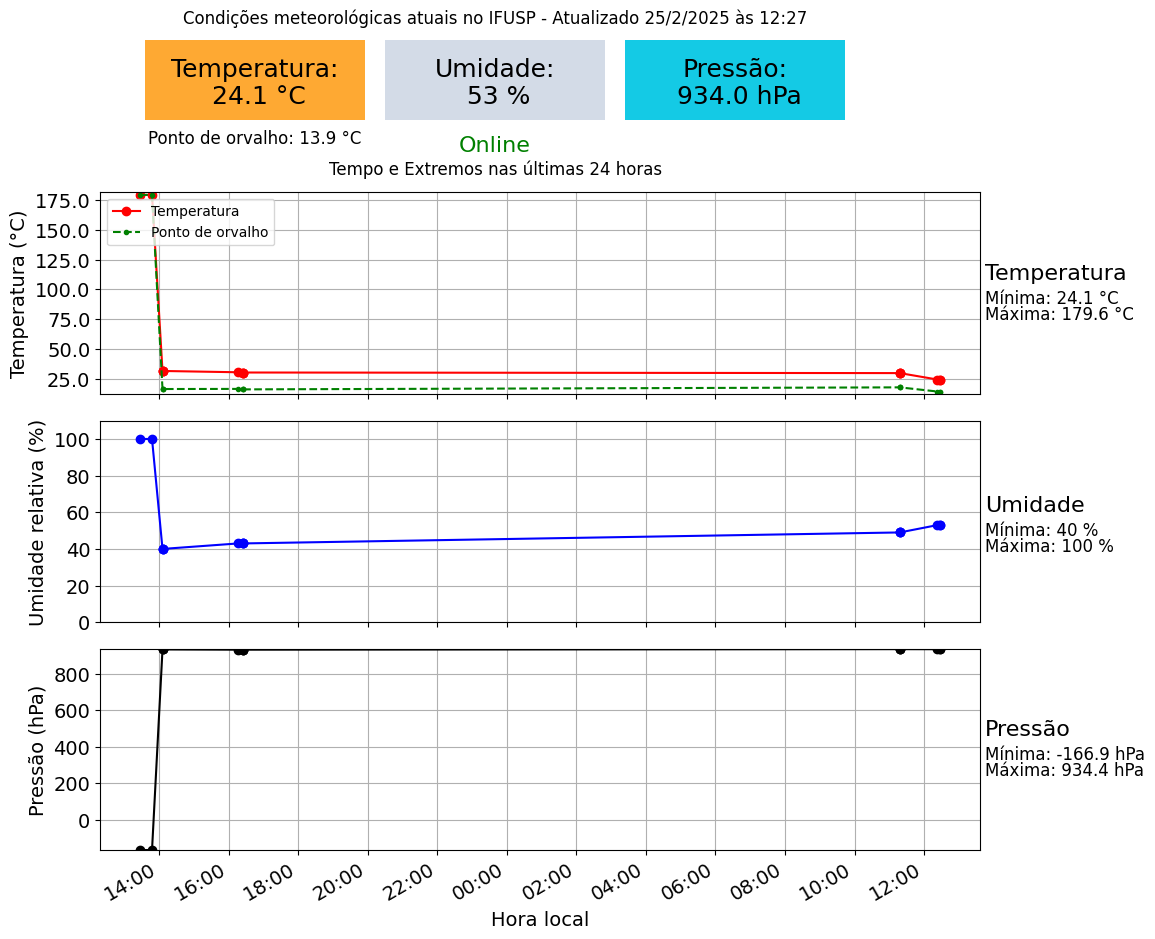 Condições meteorológicas atuais no IFUSP - Atualizado 25/2/2025 às 12:27
Temperatura:
24.1 °C
Umidade:
53 %
Pressão:
934.0 hPa
Ponto de orvalho: 13.9 °C
Online
Tempo e Extremos nas últimas 24 horas
Temperatura (°C)
175.0
150.0
125.0
100.0
75.0
50.0
25.0
Temperatura
Ponto de orvalho
Temperatura
Mínima: 24.1 °C
Máxima: 179.6 °C
Umidade relativa (%)
100
80
60
40
20
0
Umidade
Mínima: 40 %
Máxima: 100 %
Pressão (hPa)
800
600
400
200
0
Pressão
Mínima: -166.9 hPa
Máxima: 934.4 hPa
14:00 16:00 18:00 20:00 22:00 00:00 02:00 04:00 06:00 08:00 10:00 12:00
Hora local